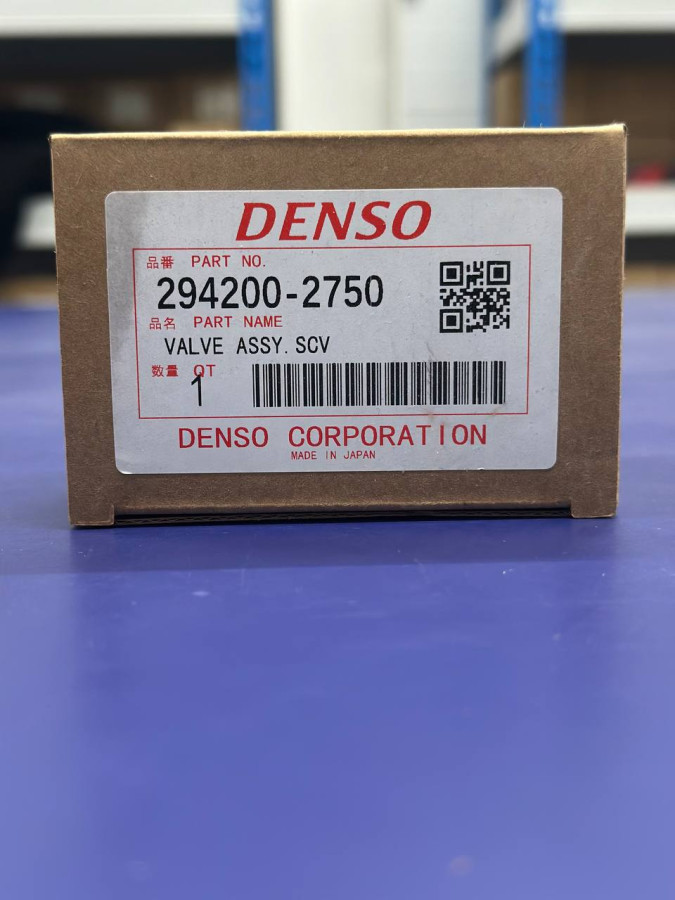 DENSO
品番 PART NO.
294200-2750
品名 PART NAME
VALVE ASSY.SCV
数量 QT
1
DENSO CORPORATION
MADE IN JAPAN